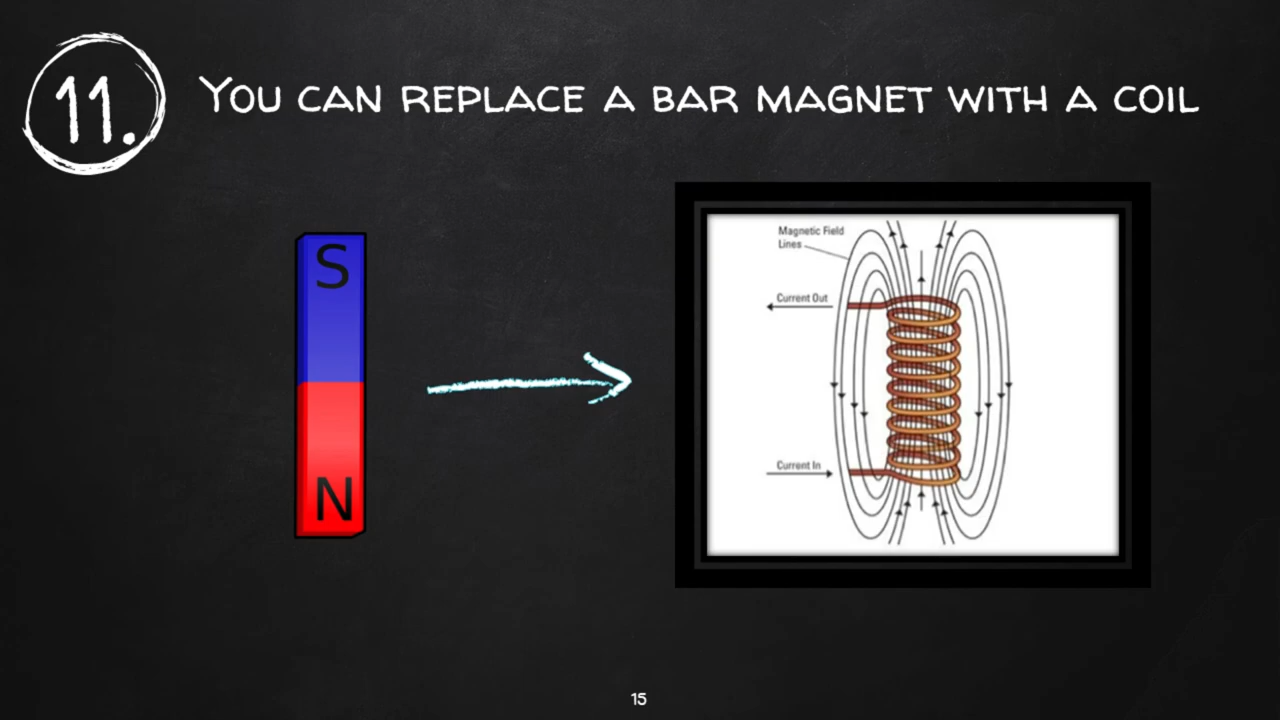 11. You can replace a bar magnet with a coil
S
N
Magnetic Field
Lines
Current Out
Current In
15